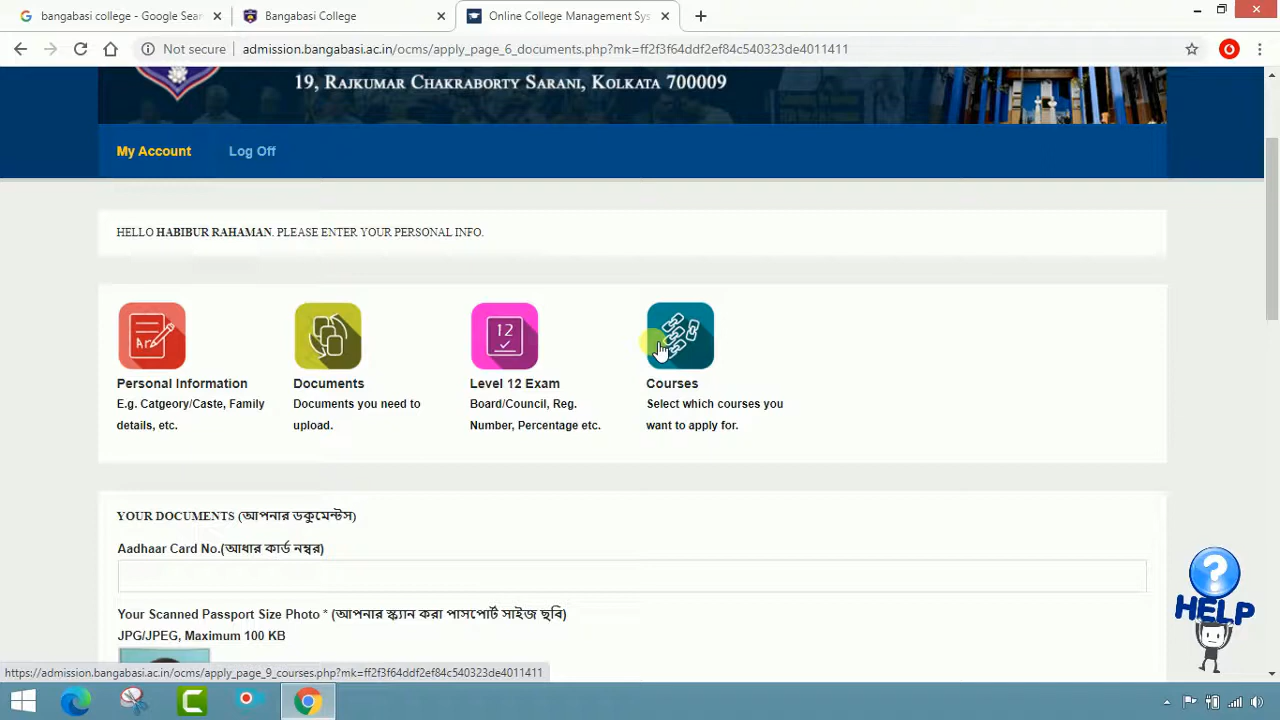 bangabasi college - Google Sea
Bangabasi College
Online College Management Sys
Not secure
admission.bangabasi.ac.in/ocms/apply_page_6_documents.php?mk=ff2f3f64ddf2ef84c540323de4011411
19, Rajkumar Chakraborty Sarani, Kolkata 700009
My Account
Log Off
HELLO HABIBUR RAHAMAN. PLEASE ENTER YOUR PERSONAL INFO.
12
Personal Information
E.g. Catgeory/Caste, Family
details, etc.
Documents
Documents you need to
upload.
Level 12 Exam
Board/Council, Reg.
Number, Percentage etc.
Courses
Select which courses you
want to apply for.
YOUR DOCUMENTS (আপনার ডকুমেন্টস)
Aadhaar Card No.(আধার কার্ড নম্বর)
Your Scanned Passport Size Photo * (আপনার স্ক্যান করা পাসপোর্ট সাইজ ছবি)
JPG/JPEG, Maximum 100 KB
?
HELP
https://admission.bangabasi.ac.in/ocms/apply_page_9_courses.php?mk=ff2f3f64ddf2ef84c540323de4011411